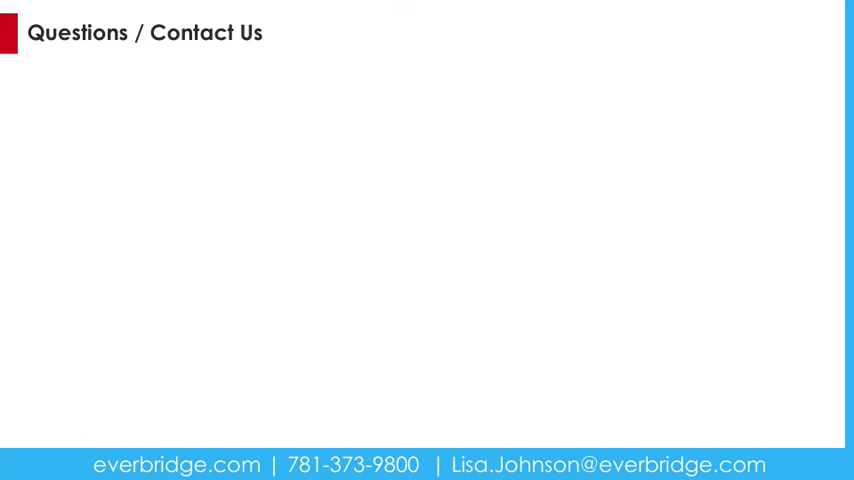 Questions / Contact Us
everbridge.com | 781-373-9800 | Lisa.Johnson@everbridge.com